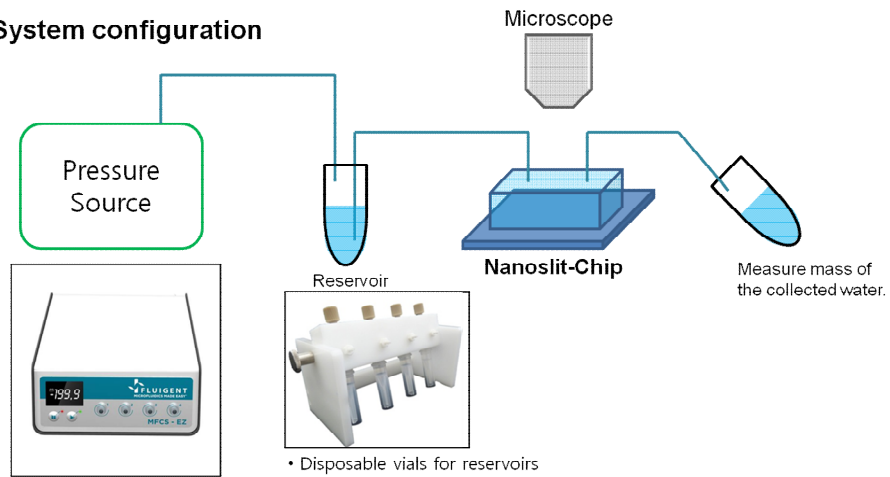 System configuration
Microscope
Pressure
Source
Reservoir
Nanoslit-Chip
Measure mass of
the collected water.
-199.9
FLUIGENT
MICROFLUIDICS MADE EASY
MFCS - EZ
• Disposable vials for reservoirs